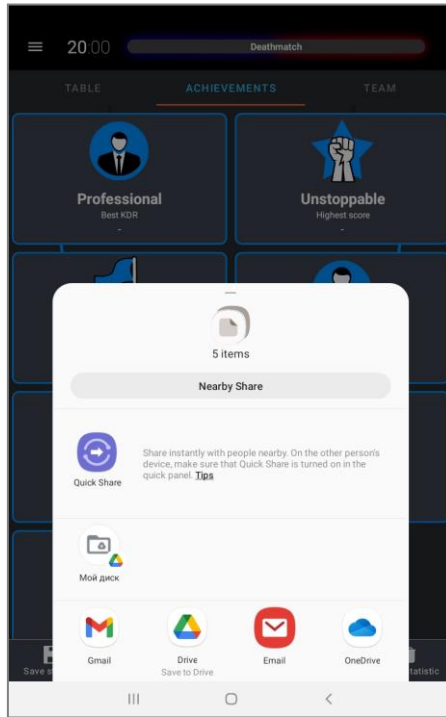 20:00
Deathmatch
TABLE
ACHIEVEMENTS
TEAM
Professional
Best KDR
-
Unstoppable
Highest score
-
5 items
Nearby Share
Quick Share
Share instantly with people nearby. On the other person's
device, make sure that Quick Share is turned on in the
quick panel. Tips
Мой диск
Gmail
Drive
Save to Drive
Email
OneDrive
Save
statistic